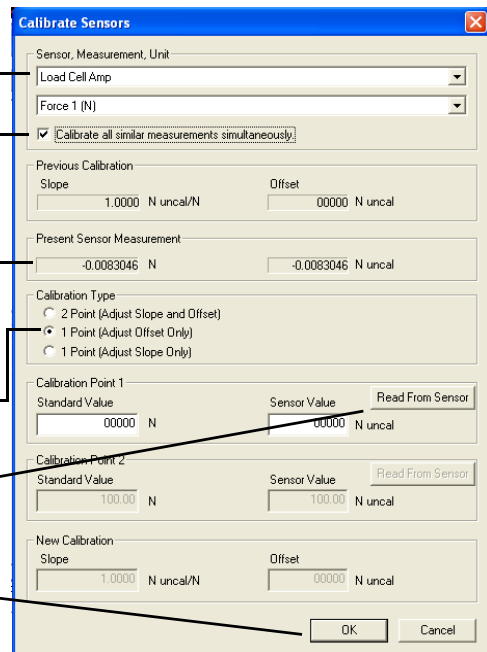 Calibrate Sensors
Sensor, Measurement, Unit
Load Cell Amp
Force 1 (N)
Calibrate all similar measurements simultaneously.
Previous Calibration
Slope Offset
1.0000 N uncal/N 00000 N uncal
Present Sensor Measurement
-0.0083046 N -0.0083046 N uncal
Calibration Type
2 Point (Adjust Slope and Offset)
1 Point (Adjust Offset Only)
1 Point (Adjust Slope Only)
Calibration Point 1
Standard Value Sensor Value Read From Sensor
00000 N 00000 N uncal
Calibration Point 2
Standard Value Sensor Value Read From Sensor
100.00 N 100.00 N uncal
New Calibration
Slope Offset
1.0000 N uncal/N 00000 N uncal
OK Cancel